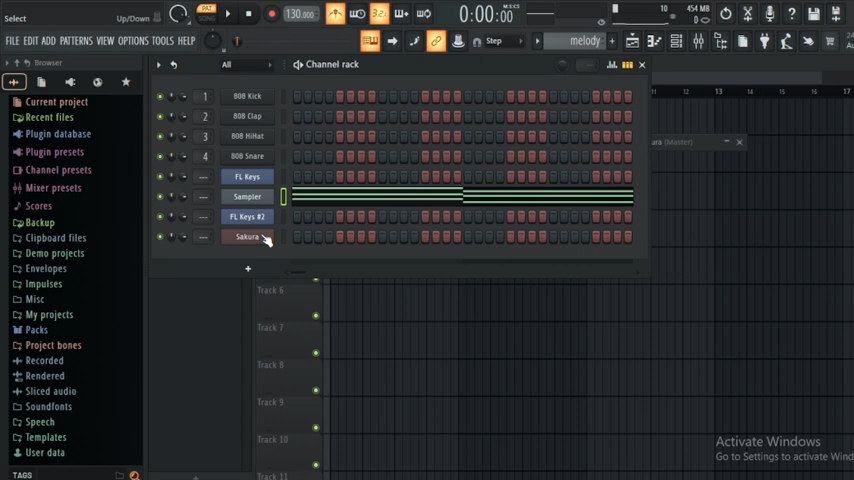 Select
Up/Down
PAT
SONG
130.000
32.
0:00:00
M:S:CS
10
454 MB
0
FILE EDIT ADD PATTERNS VIEW OPTIONS TOOLS HELP
Step
melody
Browser
All
Channel rack
Current project
Recent files
Plugin database
Plugin presets
Channel presets
Mixer presets
Scores
Backup
Clipboard files
Demo projects
Envelopes
Impulses
Misc
My projects
Packs
Project bones
Recorded
Rendered
Sliced audio
Soundfonts
Speech
Templates
User data
TAGS
1
808 Kick
2
808 Clap
3
808 HiHat
4
808 Snare
--- FL Keys
--- Sampler
--- FL Keys #2
--- Sakura
+
11 12 13 14 15 16 17
ura (Master)
Track 6
Track 7
Track 8
Track 9
Track 10
Track 11
Activate Windows
Go to Settings to activate Wind